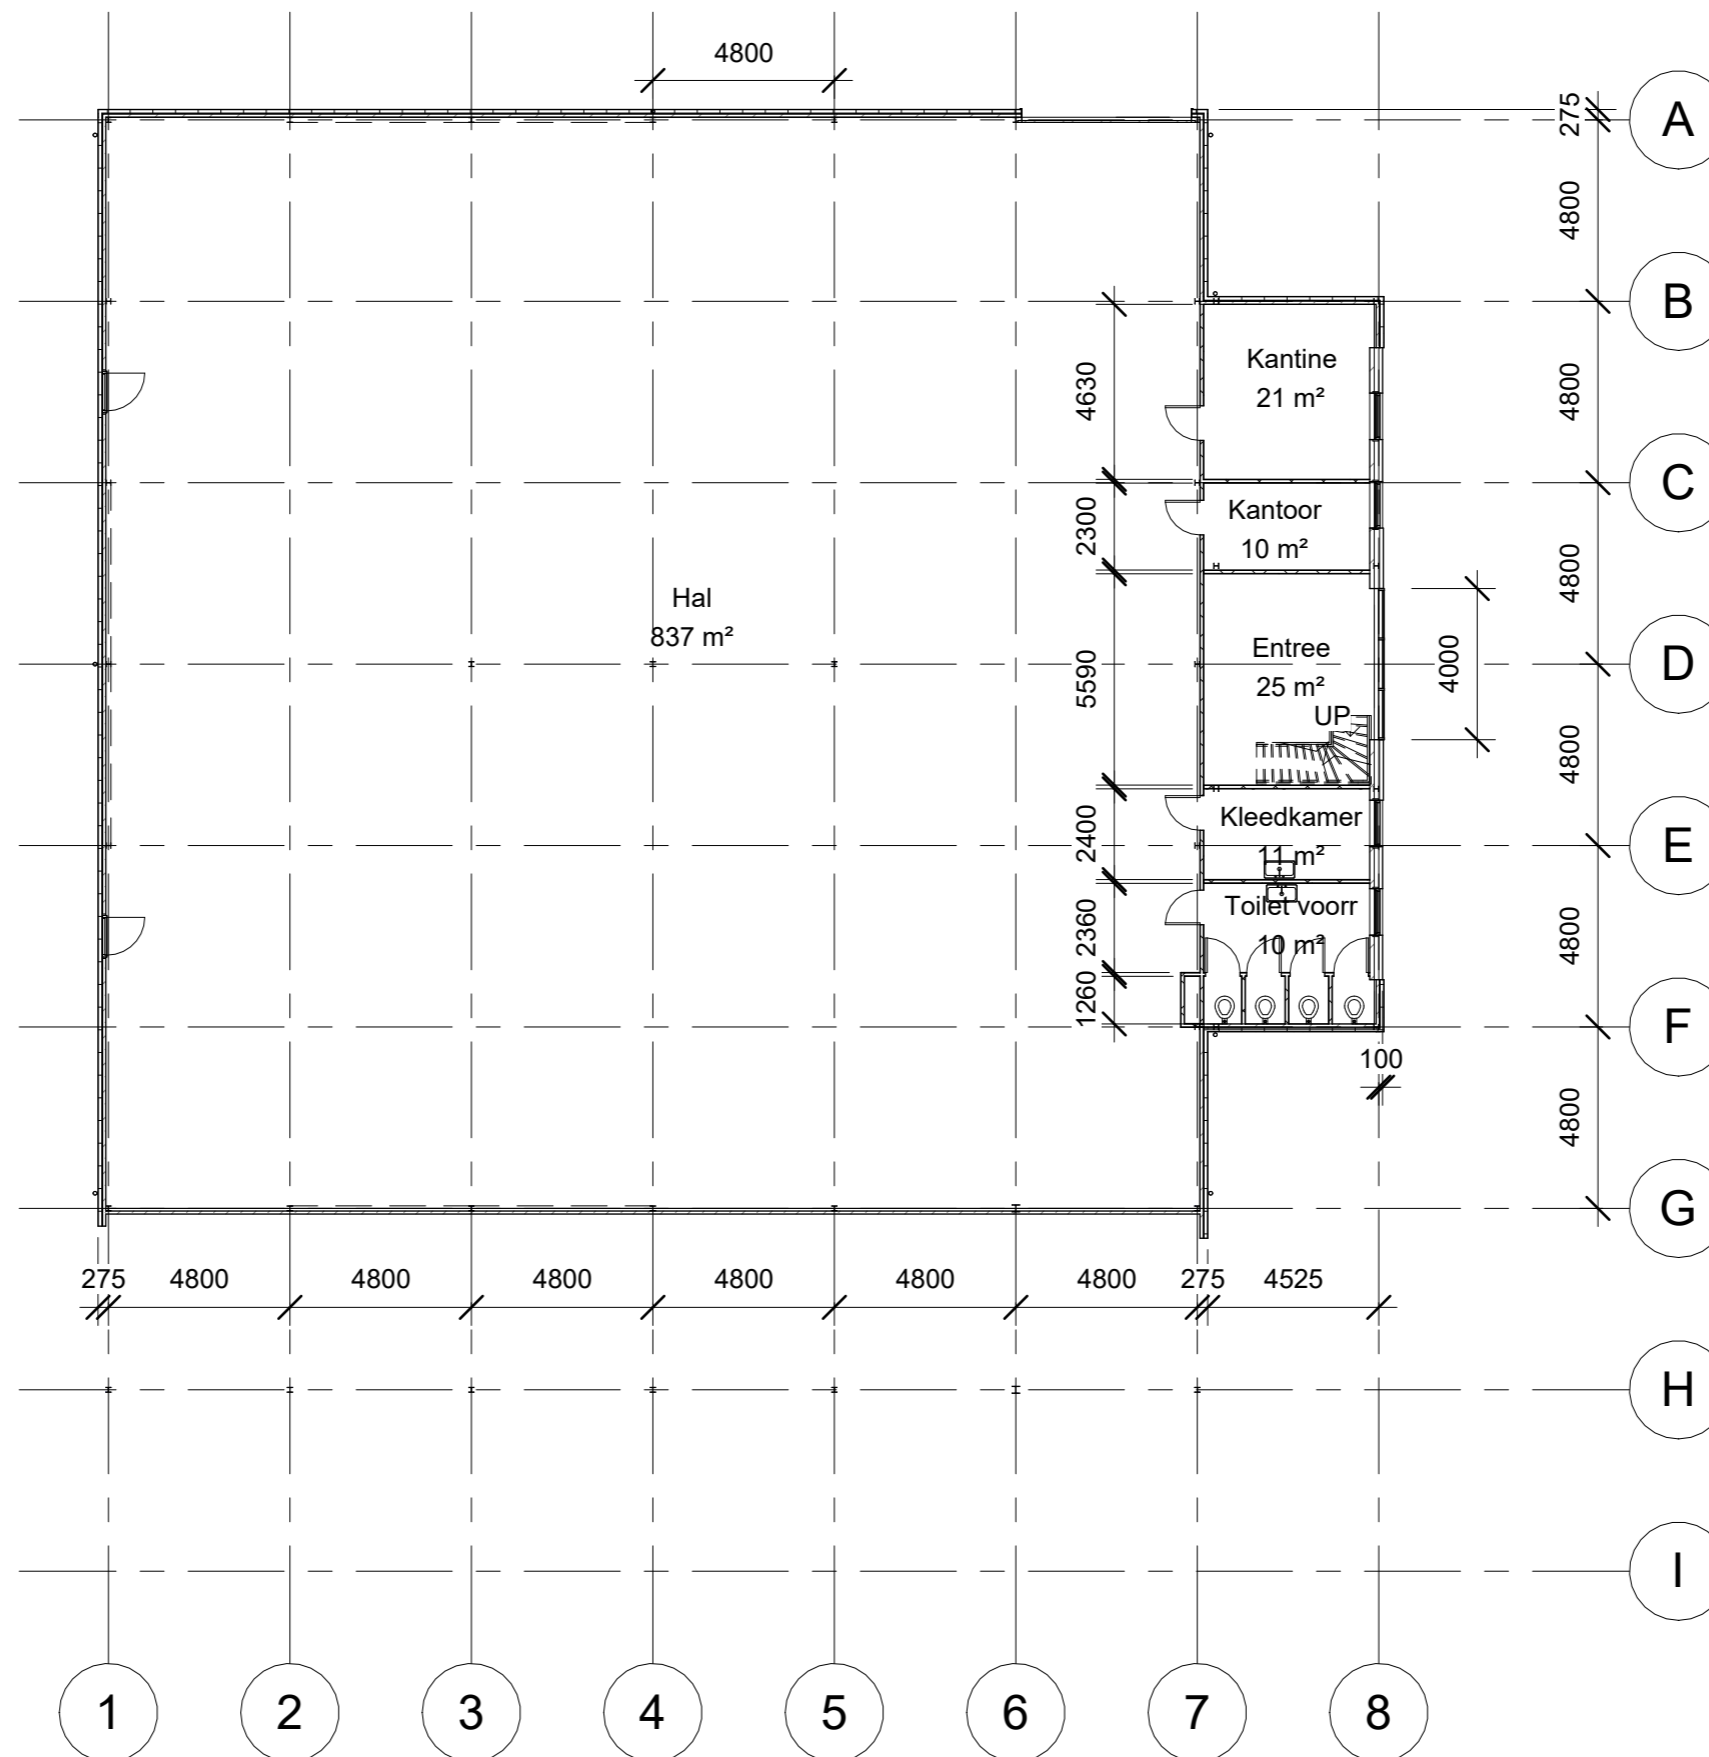 4800
275
A
4800
B
Kantine
21 m²
4630
4800
C
Kantoor
10 m²
2300
4800
Hal
837 m²
Entree
25 m²
UP
5590
4000
D
4800
Kleedkamer
11 m²
2400
E
Toilet voorr
10 m²
2360
4800
1260
F
100
4800
G
275 4800 4800 4800 4800 4800 4800 275 4525
H
I
1 2 3 4 5 6 7 8